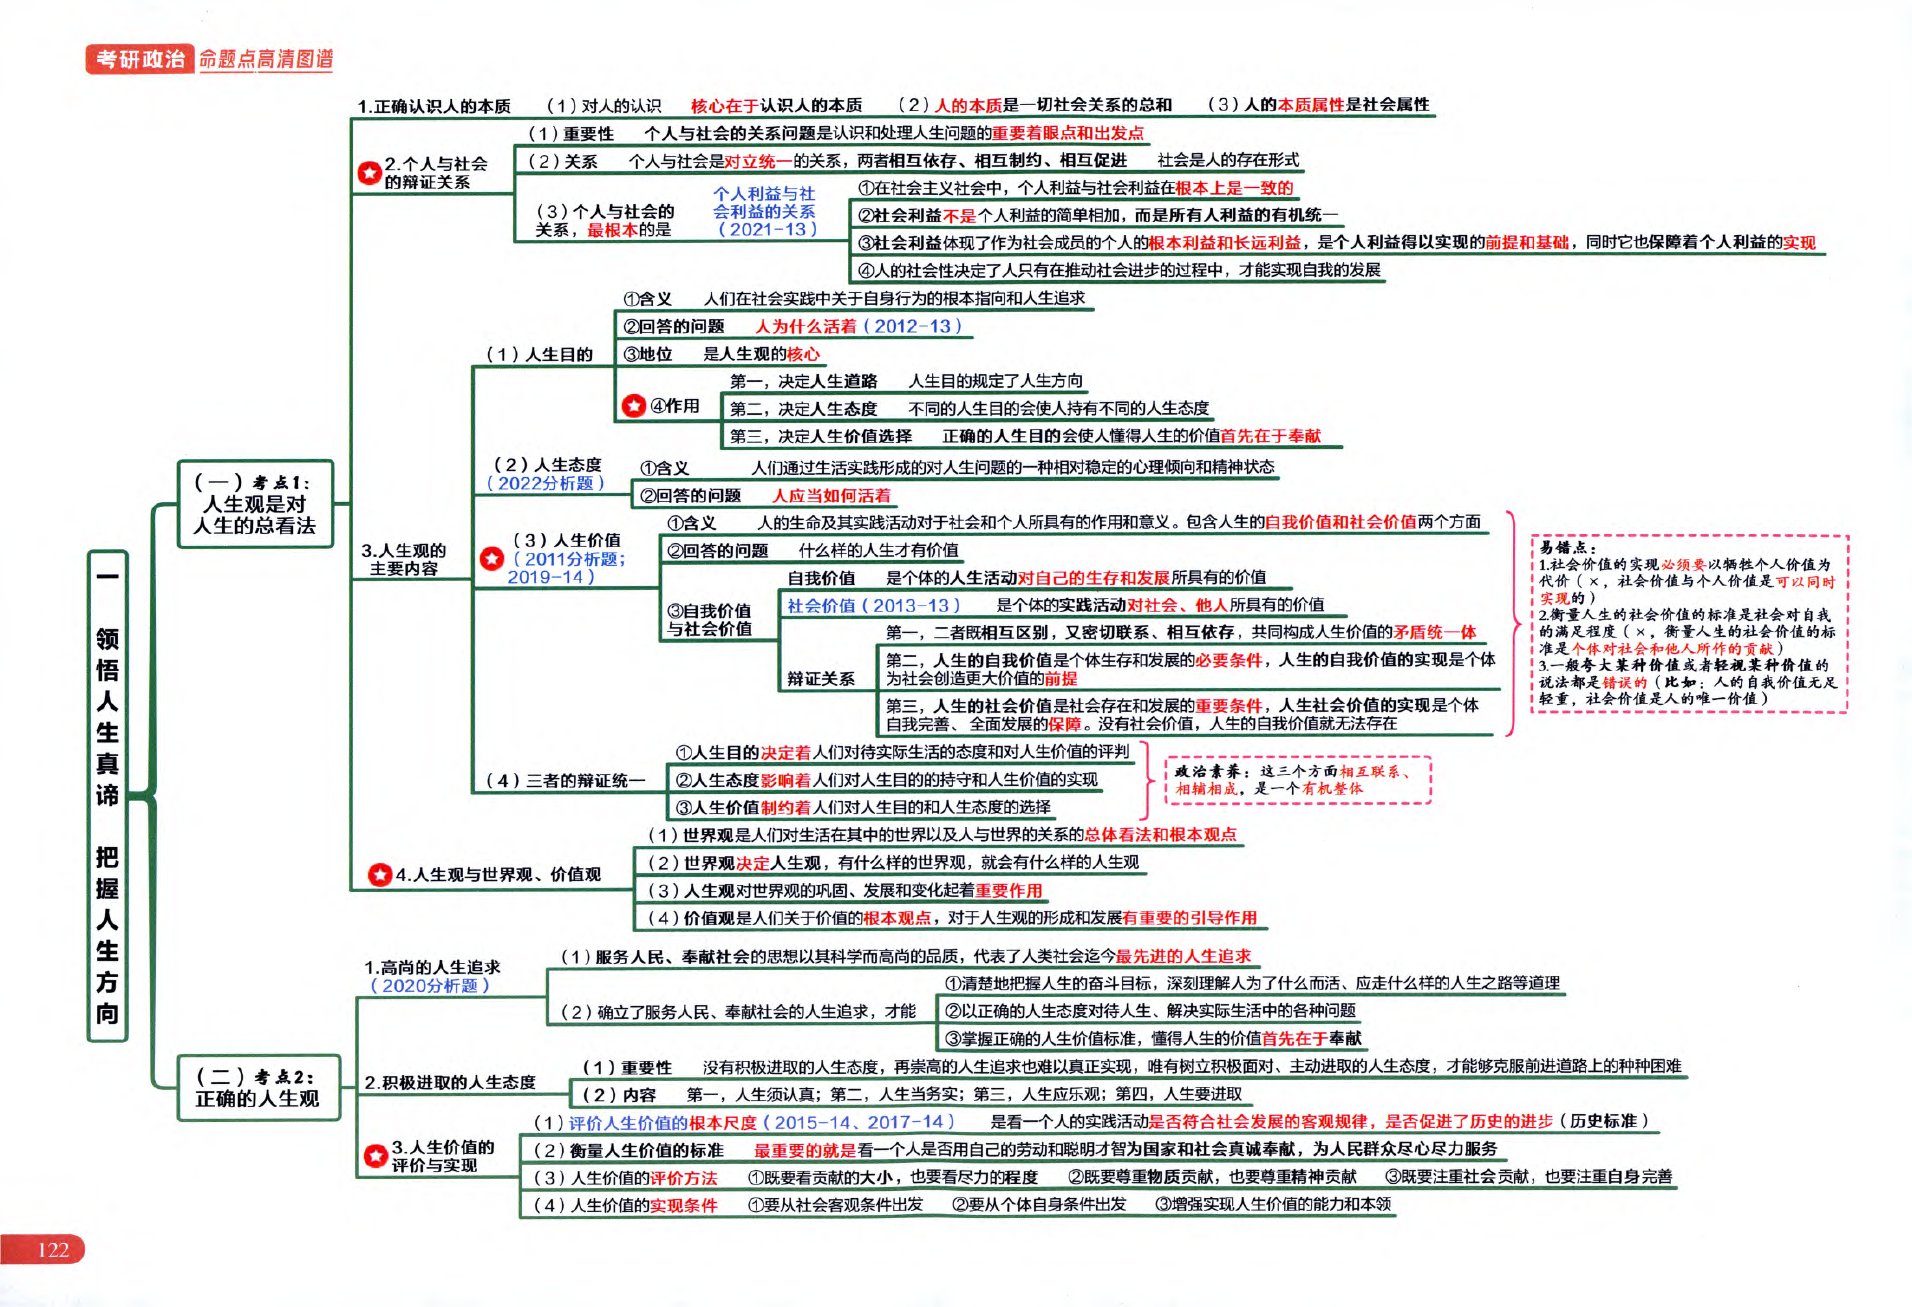 考研政治 命题点高清图谱
一 领悟人生真谛 把握人生方向
（一）考点1：
人生观是对
人生的总看法
1.正确认识人的本质 （1）对人的认识 核心在于认识人的本质 （2）人的本质是一切社会关系的总和 （3）人的本质属性是社会属性
2.个人与社会
的辩证关系
（1）重要性 个人与社会的关系问题是认识和处理人生问题的重要着眼点和出发点
（2）关系 个人与社会是对立统一的关系，两者相互依存、相互制约、相互促进 社会是人的存在形式
（3）个人与社会的
关系，最根本的是
个人利益与社
会利益的关系
（2021-13）
①在社会主义社会中，个人利益与社会利益在根本上是一致的
②社会利益不是个人利益的简单相加，而是所有人利益的有机统一
③社会利益体现了作为社会成员的个人的根本利益和长远利益，是个人利益得以实现的前提和基础，同时它也保障着个人利益的实现
④人的社会性决定了人只有在推动社会进步的过程中，才能实现自我的发展
3.人生观的
主要内容
（1）人生目的
①含义 人们在社会实践中关于自身行为的根本指向和人生追求
②回答的问题 人为什么活着（2012-13）
③地位 是人生观的核心
④作用
第一，决定人生道路 人生目的规定了人生方向
第二，决定人生态度 不同的人生目的会使人持有不同的人生态度
第三，决定人生价值选择 正确的人生目的会使人懂得人生的价值首先在于奉献
（2）人生态度
（2022分析题）
①含义 人们通过生活实践形成的对人生问题的一种相对稳定的心理倾向和精神状态
②回答的问题 人应当如何活着
（3）人生价值
（2011分析题；
2019-14）
①含义 人的生命及其实践活动对于社会和个人所具有的作用和意义。包含人生的自我价值和社会价值两个方面
②回答的问题 什么样的人生才有价值
③自我价值
与社会价值
自我价值 是个体的人生活动对自己的生存和发展所具有的价值
社会价值（2013-13） 是个体的实践活动对社会、他人所具有的价值
辩证关系
第一，二者既相互区别，又密切联系、相互依存，共同构成人生价值的矛盾统一体
第二，人生的自我价值是个体生存和发展的必要条件，人生的自我价值的实现是个体
为社会创造更大价值的前提
第三，人生的社会价值是社会存在和发展的重要条件，人生社会价值的实现是个体
自我完善、全面发展的保障。没有社会价值，人生的自我价值就无法存在
易错点：
1.社会价值的实现必须要以牺牲个人价值为
代价（×，社会价值与个人价值是可以同时
实现的）
2.衡量人生的社会价值的标准是社会对自我
的满足程度（×，衡量人生的社会价值的标
准是个体对社会和他人所作的贡献）
3.一般夸大某种价值或者轻视某种价值的
说法都是错误的（比如：人的自我价值无足
轻重，社会价值是人的唯一价值）
（4）三者的辩证统一
①人生目的决定着人们对待实际生活的态度和对人生价值的评判
②人生态度影响着人们对人生目的的持守和人生价值的实现
③人生价值制约着人们对人生目的和人生态度的选择
政治素养：这三个方面相互联系、
相辅相成，是一个有机整体
4.人生观与世界观、价值观
（1）世界观是人们对生活在其中的世界以及人与世界的关系的总体看法和根本观点
（2）世界观决定人生观，有什么样的世界观，就会有什么样的人生观
（3）人生观对世界观的巩固、发展和变化起着重要作用
（4）价值观是人们关于价值的根本观点，对于人生观的形成和发展有重要的引导作用
（二）考点2：
正确的人生观
1.高尚的人生追求
（2020分析题）
（1）服务人民、奉献社会的思想以其科学而高尚的品质，代表了人类社会迄今最先进的人生追求
（2）确立了服务人民、奉献社会的人生追求，才能
①清楚地把握人生的奋斗目标，深刻理解人为了什么而活、应走什么样的人生之路等道理
②以正确的人生态度对待人生、解决实际生活中的各种问题
③掌握正确的人生价值标准，懂得人生的价值首先在于奉献
2.积极进取的人生态度
（1）重要性 没有积极进取的人生态度，再崇高的人生追求也难以真正实现，唯有树立积极面对、主动进取的人生态度，才能够克服前进道路上的种种困难
（2）内容 第一，人生须认真；第二，人生当务实；第三，人生应乐观；第四，人生要进取
3.人生价值的
评价与实现
（1）评价人生价值的根本尺度（2015-14、2017-14） 是看一个人的实践活动是否符合社会发展的客观规律，是否促进了历史的进步（历史标准）
（2）衡量人生价值的标准 最重要的就是看一个人是否用自己的劳动和聪明才智为国家和社会真诚奉献，为人民群众尽心尽力服务
（3）人生价值的评价方法 ①既要看贡献的大小，也要看尽力的程度 ②既要尊重物质贡献，也要尊重精神贡献 ③既要注重社会贡献，也要注重自身完善
（4）人生价值的实现条件 ①要从社会客观条件出发 ②要从个体自身条件出发 ③增强实现人生价值的能力和本领
122